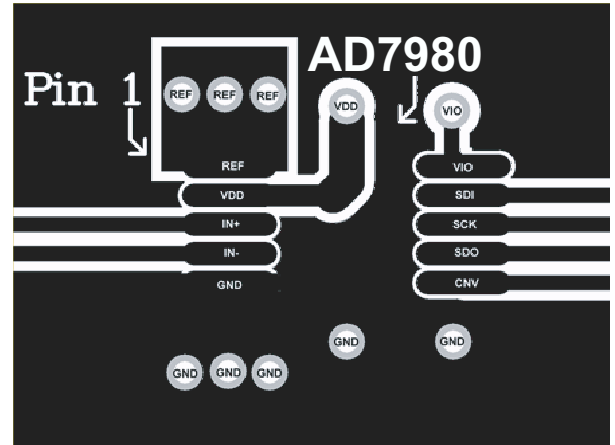 AD7980
Pin 1
REF REF REF
VDD
VIO
REF
VDD
IN+
IN-
GND
VIO
SDI
SCK
SDO
CNV
GND
GND
GND GND GND